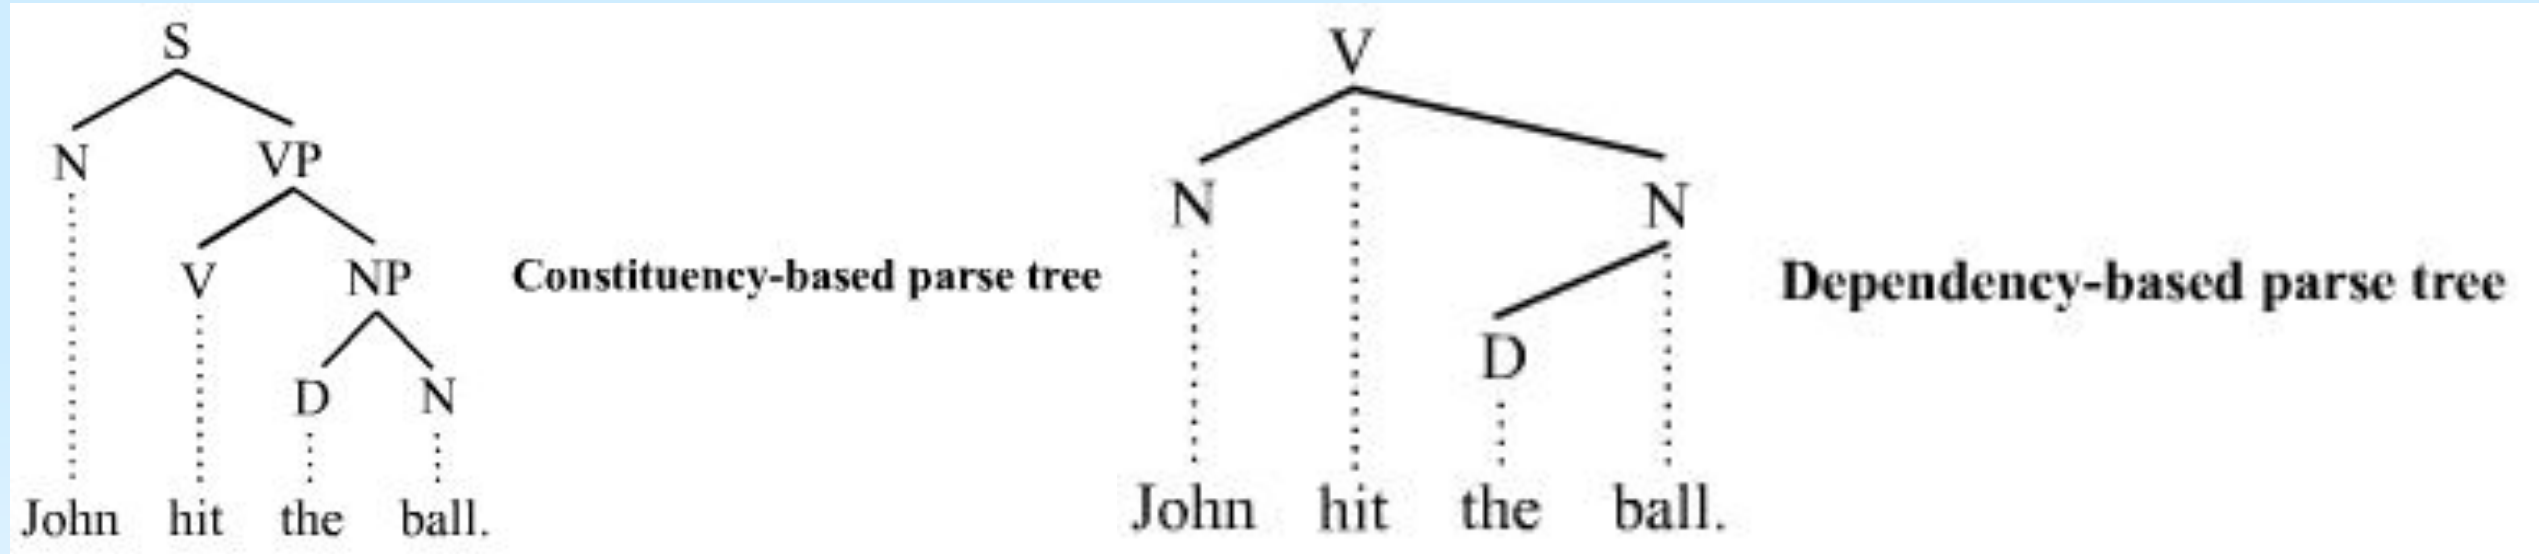 S
N VP
V NP
D N
John hit the ball.
Constituency-based parse tree
V
N N
D
John hit the ball.
Dependency-based parse tree